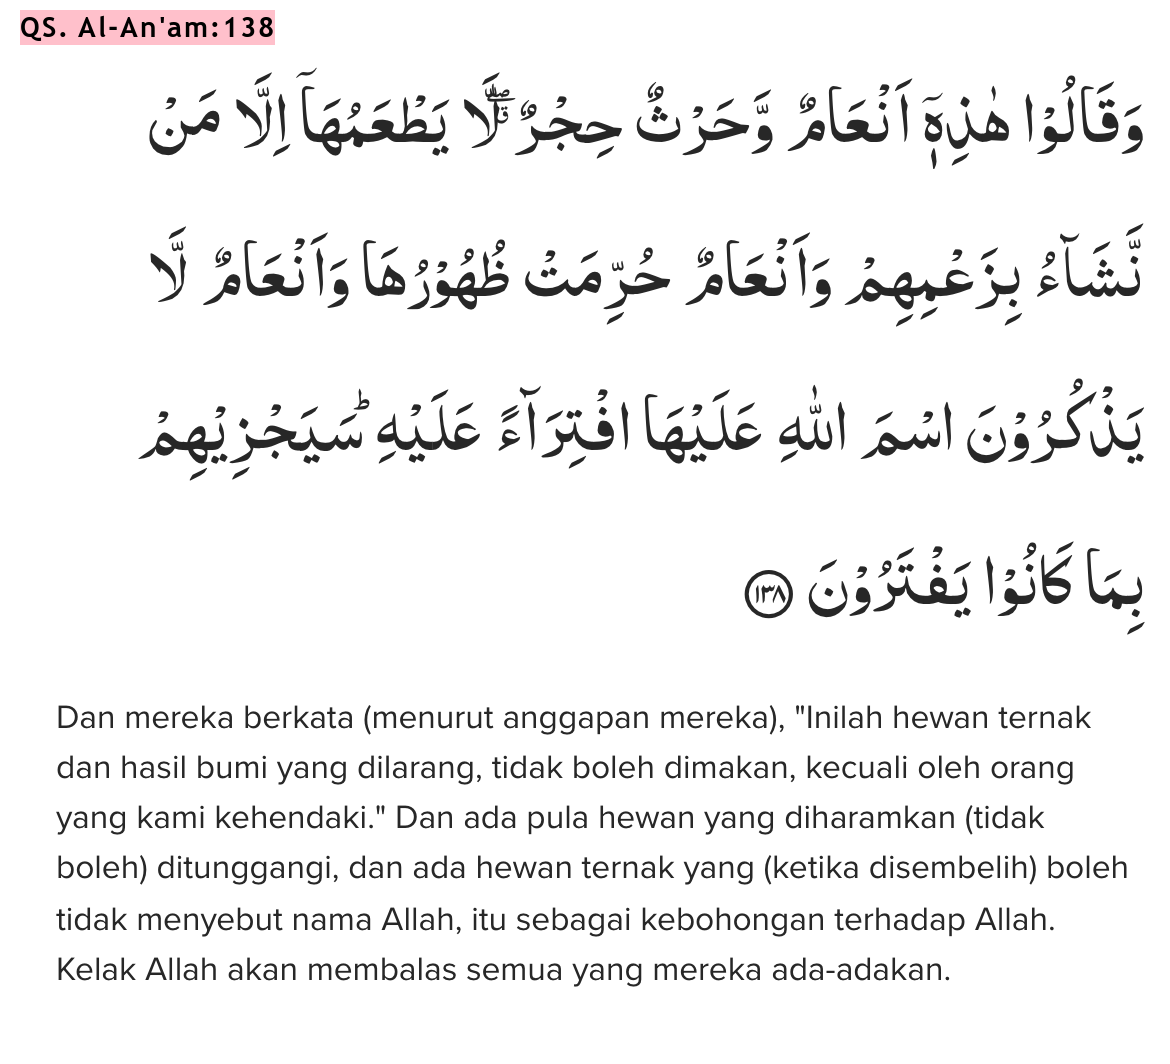 QS. Al-An'am:138
وَقَالُوْا هٰذِهٖٓ اَنْعَامٌ وَّحَرْثٌ حِجْرٌ ۖلَّا يَطْعَمُهَآ اِلَّا مَنْ
نَّشَاۤءُ بِزَعْمِهِمْ وَاَنْعَامٌ حُرِّمَتْ ظُهُوْرُهَا وَاَنْعَامٌ لَّا
يَذْكُرُوْنَ اسْمَ اللّٰهِ عَلَيْهَا افْتِرَاۤءً عَلَيْهِۗ سَيَجْزِيْهِمْ
بِمَا كَانُوْا يَفْتَرُوْنَ ١٣٨
Dan mereka berkata (menurut anggapan mereka), "Inilah hewan ternak
dan hasil bumi yang dilarang, tidak boleh dimakan, kecuali oleh orang
yang kami kehendaki." Dan ada pula hewan yang diharamkan (tidak
boleh) ditunggangi, dan ada hewan ternak yang (ketika disembelih) boleh
tidak menyebut nama Allah, itu sebagai kebohongan terhadap Allah.
Kelak Allah akan membalas semua yang mereka ada-adakan.